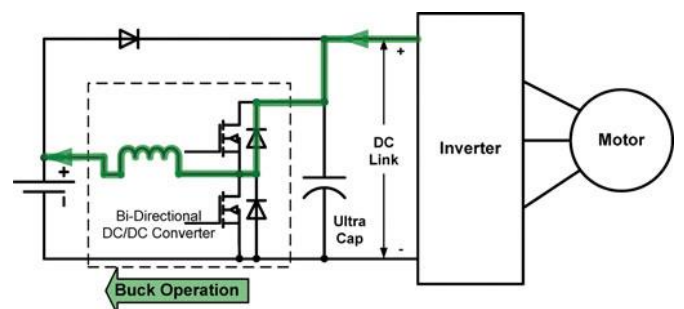 +
DC
Link
-
Inverter
Motor
+
-
Bi-Directional
DC/DC Converter
Ultra
Cap
Buck Operation